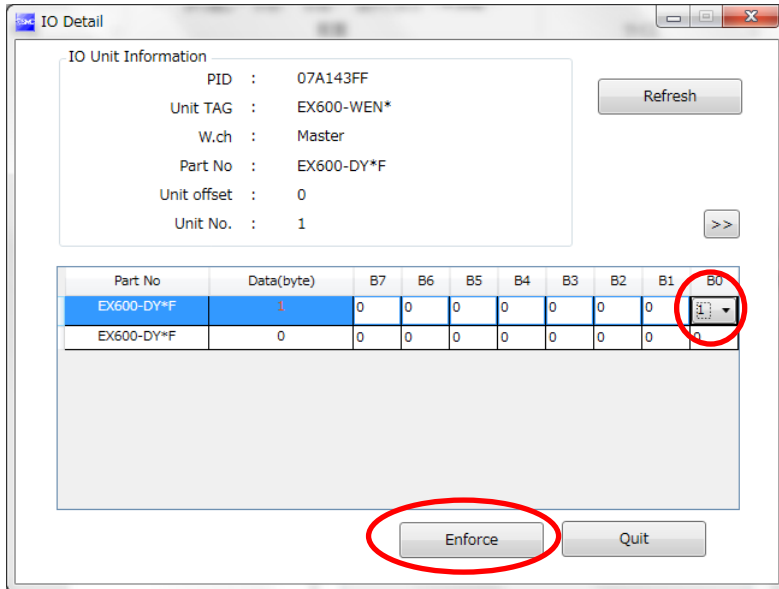 IO Detail
IO Unit Information
PID : 07A143FF
Unit TAG : EX600-WEN*
W.ch : Master
Part No : EX600-DY*F
Unit offset : 0
Unit No. : 1
Refresh
>>
Part No Data(byte) B7 B6 B5 B4 B3 B2 B1 B0
EX600-DY*F 1 0 0 0 0 0 0 0 1
EX600-DY*F 0 0 0 0 0 0 0 0 0
Enforce Quit